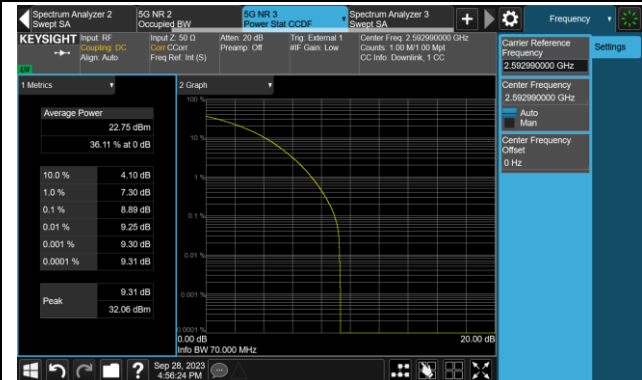 Spectrum Analyzer 2
Swept SA
5G NR 2
Occupied BW
5G NR 3
Power Stat CCDF
Spectrum Analyzer 3
Swept SA
Frequency
KEYSIGHT
Input: RF
Coupling: DC
Align: Auto
Input Z: 50 Ω
Corr CCorr
Freq Ref: Int (S)
Atten: 20 dB
Preamp: Off
Trig: External 1
#IF Gain: Low
Center Freq: 2.592990000 GHz
Counts: 1.00 M/1.00 Mpt
CC Info: Downlink, 1 CC
1 Metrics
Average Power
22.75 dBm
36.11 % at 0 dB
10.0 % 4.10 dB
1.0 % 7.30 dB
0.1 % 8.89 dB
0.01 % 9.25 dB
0.001 % 9.30 dB
0.0001 % 9.31 dB
Peak 9.31 dB
32.06 dBm
2 Graph
100 %
10 %
1 %
0.1 %
0.01 %
0.001 %
0.0001 %
0.00 dB
20.00 dB
Info BW 70.000 MHz
Carrier Reference
Frequency
2.592990000 GHz
Center Frequency
2.592990000 GHz
Auto
Man
Center Frequency
Offset
0 Hz
Settings
Sep 28, 2023
4:56:24 PM